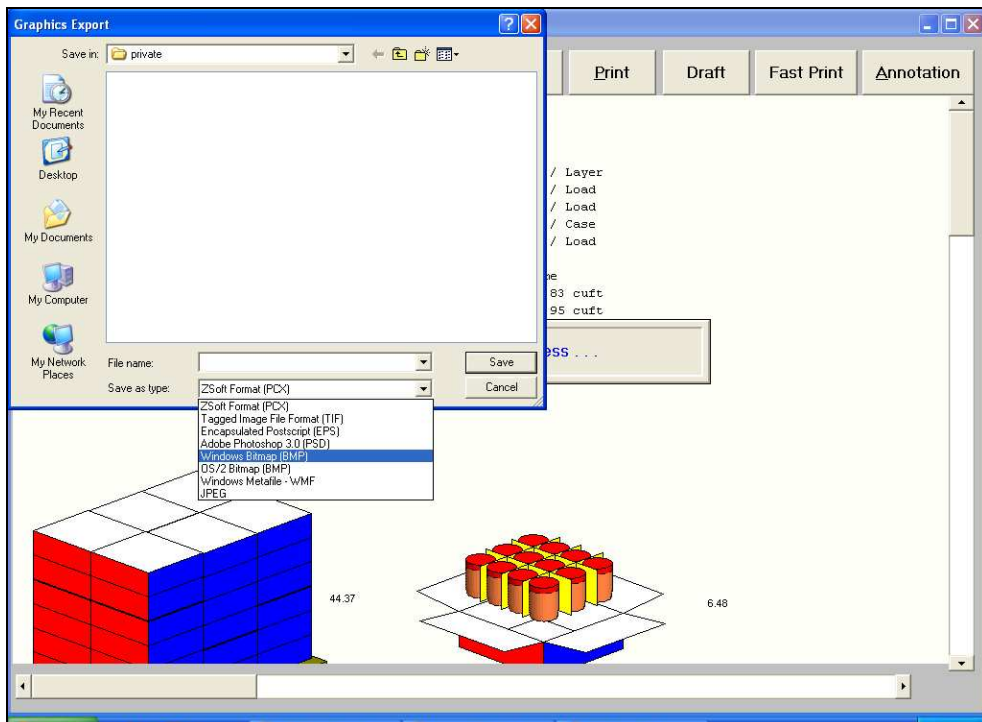 Graphics Export
Save in: private
My Recent
Documents
Desktop
My Documents
My Computer
My Network
Places
File name:
Save
Save as type: ZSoft Format (PCX)
Cancel
ZSoft Format (PCX)
Tagged Image File Format (TIF)
Encapsulated Postscript (EPS)
Adobe Photoshop 3.0 (PSD)
Windows Bitmap (BMP)
OS/2 Bitmap (BMP)
Windows Metafile - WMF
JPEG
Print Draft Fast Print Annotation
/ Layer
/ Load
/ Load
/ Case
/ Load
83 cuft
95 cuft
44.37
6.48